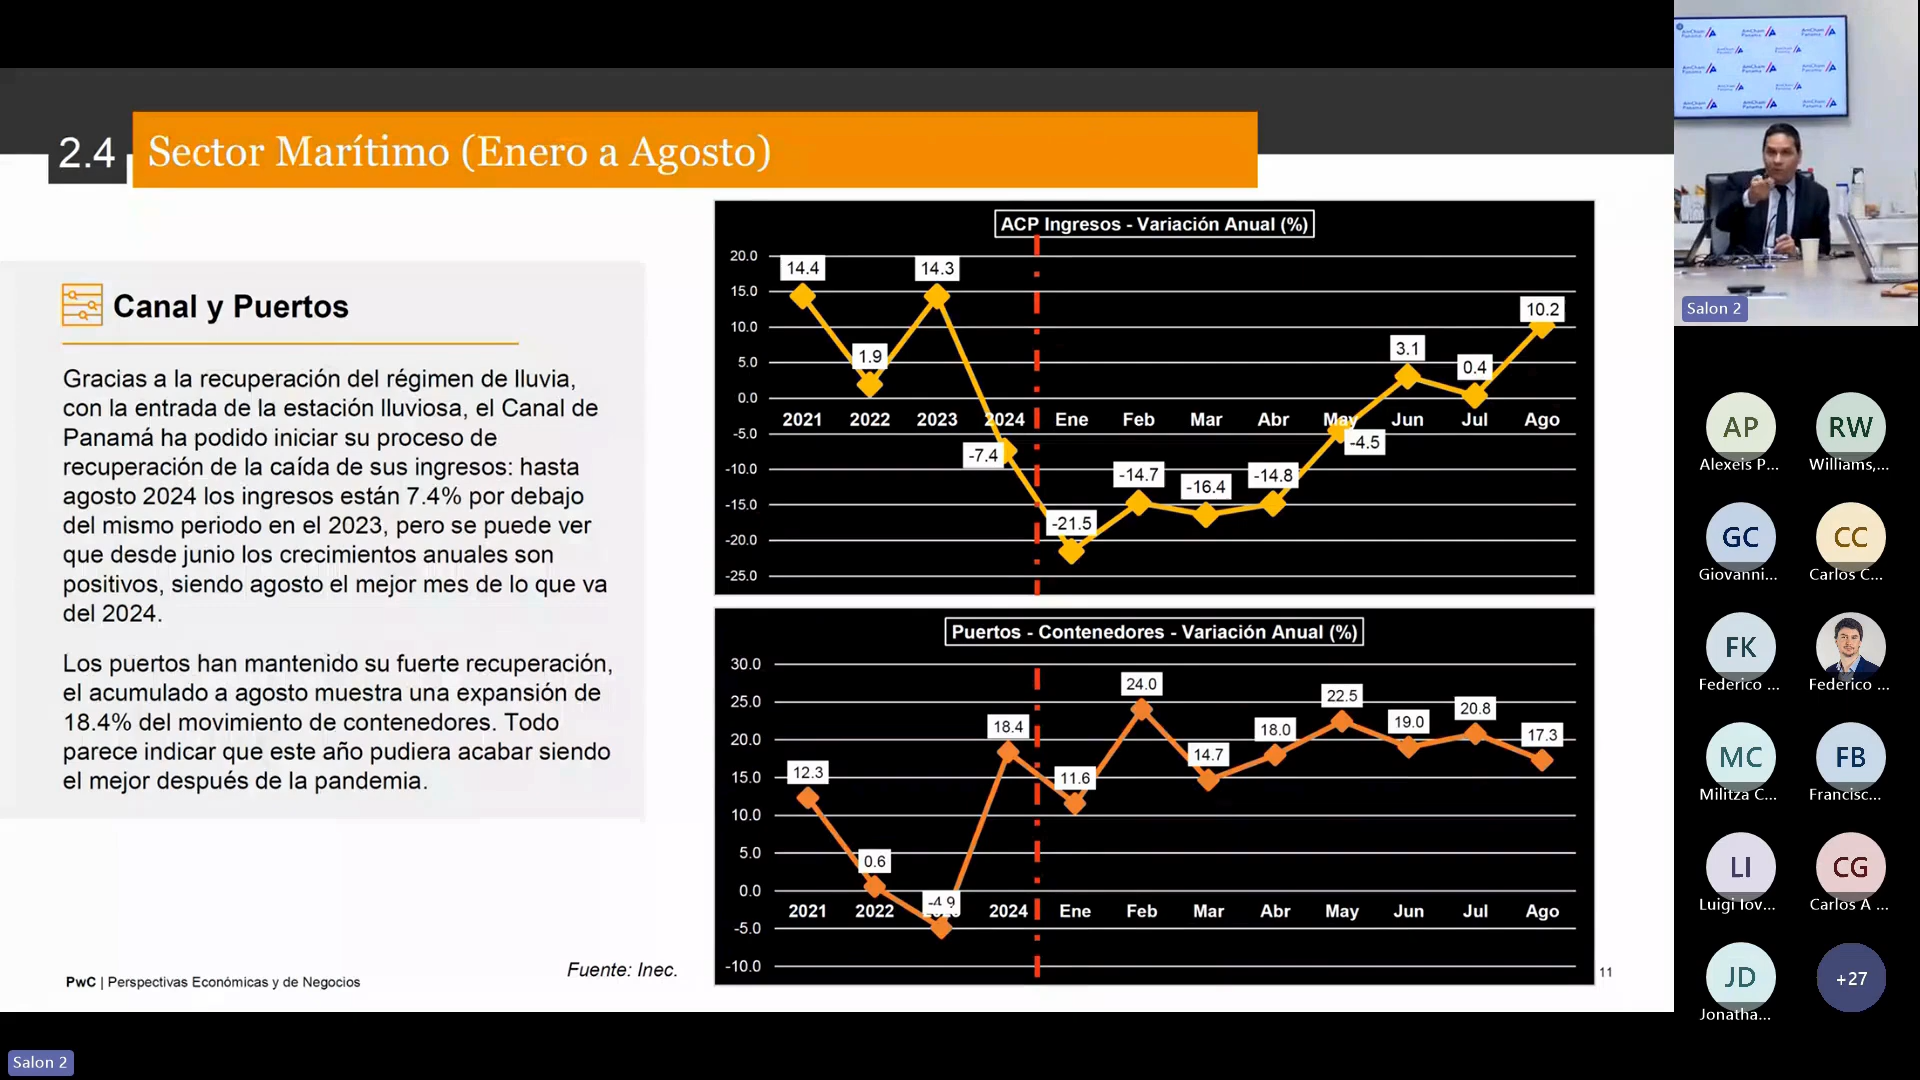 2.4
Sector Marítimo (Enero a Agosto)
Canal y Puertos
Gracias a la recuperación del régimen de lluvia,
con la entrada de la estación lluviosa, el Canal de
Panamá ha podido iniciar su proceso de
recuperación de la caída de sus ingresos: hasta
agosto 2024 los ingresos están 7.4% por debajo
del mismo periodo en el 2023, pero se puede ver
que desde junio los crecimientos anuales son
positivos, siendo agosto el mejor mes de lo que va
del 2024.
Los puertos han mantenido su fuerte recuperación,
el acumulado a agosto muestra una expansión de
18.4% del movimiento de contenedores. Todo
parece indicar que este año pudiera acabar siendo
el mejor después de la pandemia.
PwC | Perspectivas Económicas y de Negocios
Fuente: Inec.
ACP Ingresos - Variación Anual (%)
20.0
15.0
10.0
5.0
0.0
-5.0
-10.0
-15.0
-20.0
-25.0
14.4
1.9
14.3
-7.4
-21.5
-14.7
-16.4
-14.8
-4.5
3.1
0.4
10.2
2021 2022 2023 2024 Ene Feb Mar Abr May Jun Jul Ago
Puertos - Contenedores - Variación Anual (%)
30.0
25.0
20.0
15.0
10.0
5.0
0.0
-5.0
-10.0
12.3
0.6
-4.9
18.4
11.6
24.0
14.7
18.0
22.5
19.0
20.8
17.3
2021 2022 2024 Ene Feb Mar Abr May Jun Jul Ago
11
AmCham
Panama
Salon 2
AP
Alexeis P...
RW
Williams,...
GC
Giovanni...
CC
Carlos C...
FK
Federico ...
Federico ...
MC
Militza C...
FB
Francisc...
LI
Luigi Iov...
CG
Carlos A ...
JD
Jonatha...
+27
Salon 2